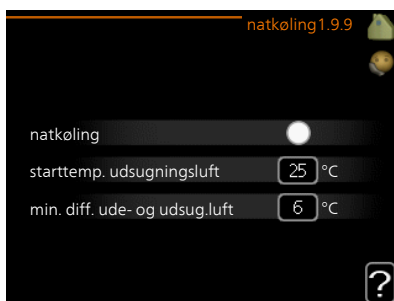 natkøling1.9.9
natkøling
starttemp. udsugningsluft 25 °C
min. diff. ude- og udsug.luft 6 °C
?